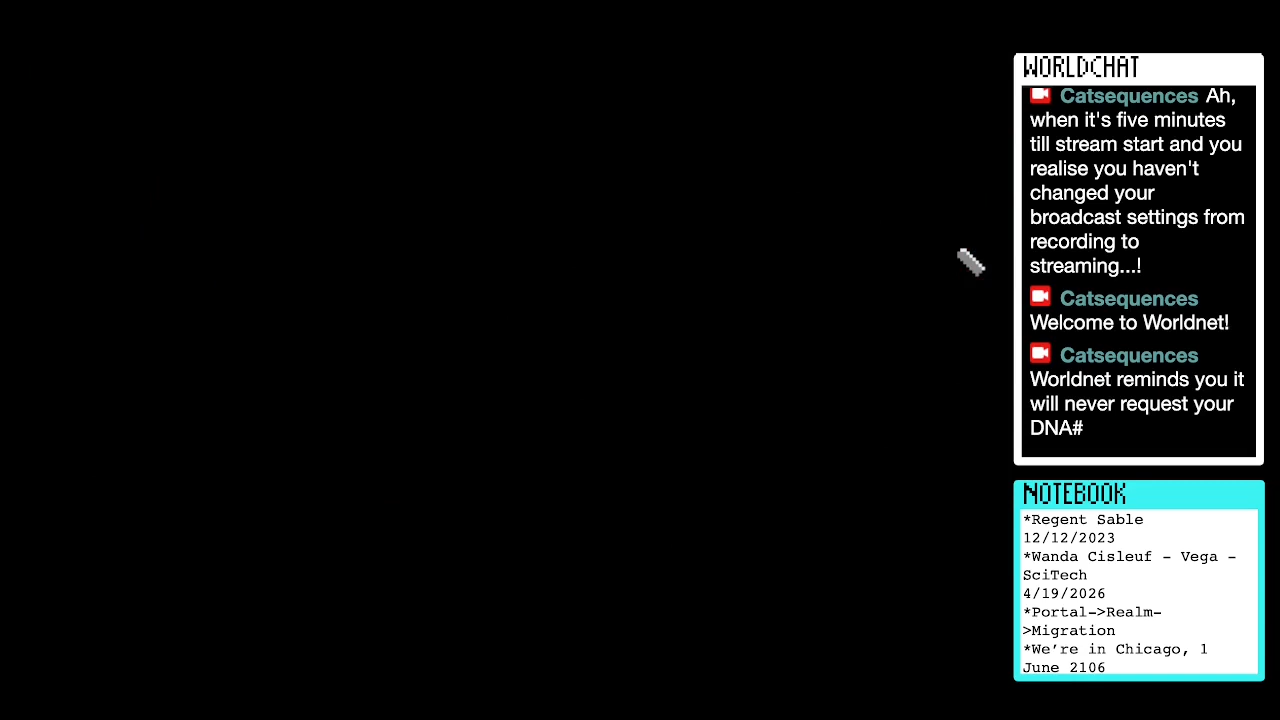 WORLDCHAT
Catsequences Ah,
when it's five minutes
till stream start and you
realise you haven't
changed your
broadcast settings from
recording to
streaming...!
Catsequences
Welcome to Worldnet!
Catsequences
Worldnet reminds you it
will never request your
DNA#
NOTEBOOK
*Regent Sable
12/12/2023
*Wanda Cisleuf - Vega -
SciTech
4/19/2026
*Portal->Realm-
>Migration
*We're in Chicago, 1
June 2106